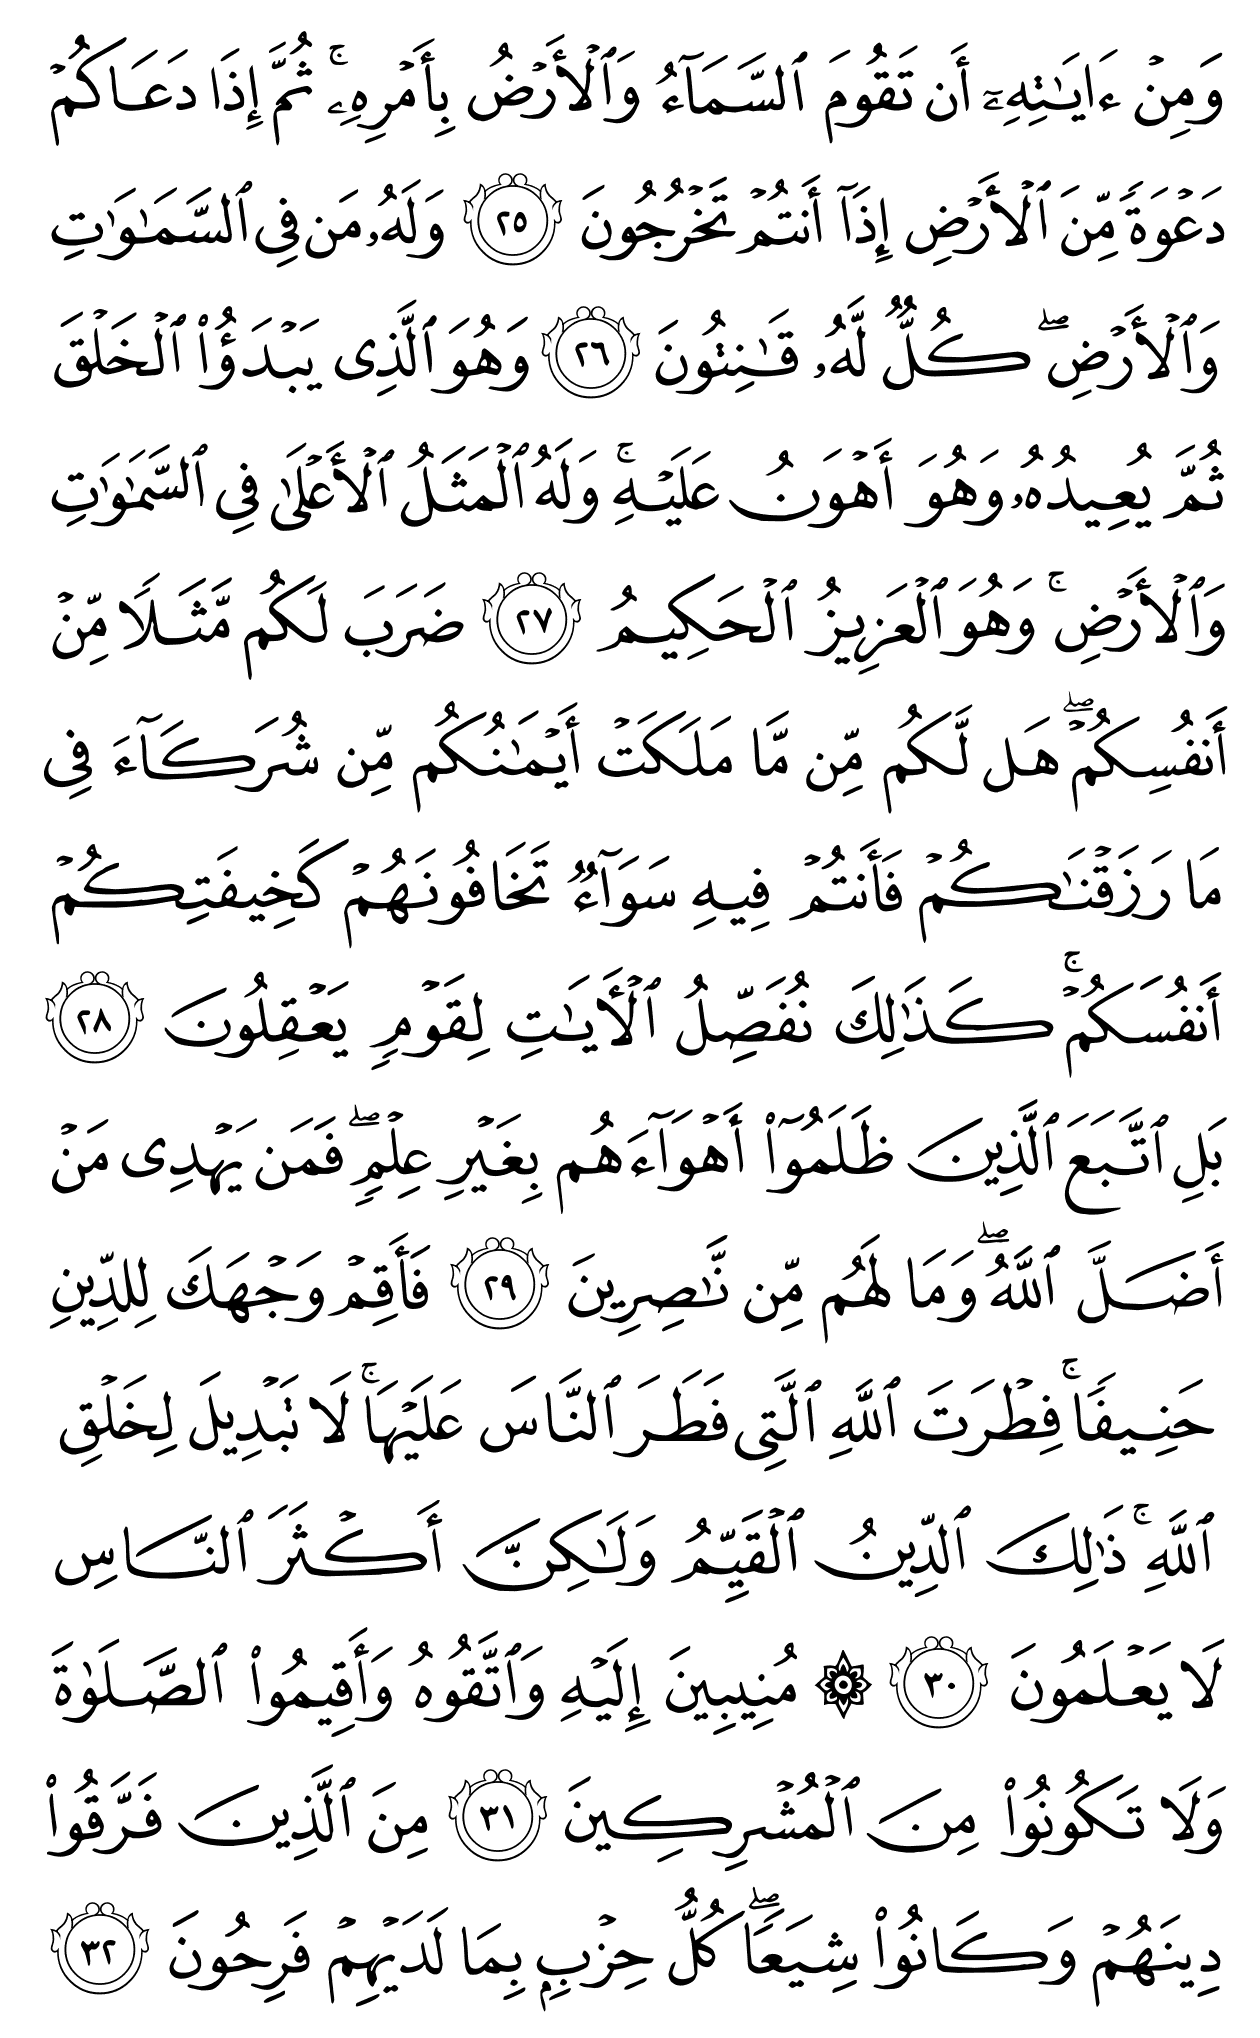 وَمِنْ ءَايَـٰتِهِۦٓ أَن تَقُومَ ٱلسَّمَآءُ وَٱلْأَرْضُ بِأَمْرِهِۦ ۚ ثُمَّ إِذَا دَعَاكُمْ
دَعْوَةً مِّنَ ٱلْأَرْضِ إِذَآ أَنتُمْ تَخْرُجُونَ ٢٥ وَلَهُۥ مَن فِى ٱلسَّمَـٰوَٰتِ
وَٱلْأَرْضِ ۖ كُلٌّ لَّهُۥ قَـٰنِتُونَ ٢٦ وَهُوَ ٱلَّذِى يَبْدَؤُا۟ ٱلْخَلْقَ
ثُمَّ يُعِيدُهُۥ وَهُوَ أَهْوَنُ عَلَيْهِ ۚ وَلَهُ ٱلْمَثَلُ ٱلْأَعْلَىٰ فِى ٱلسَّمَـٰوَٰتِ
وَٱلْأَرْضِ ۚ وَهُوَ ٱلْعَزِيزُ ٱلْحَكِيمُ ٢٧ ضَرَبَ لَكُم مَّثَلًا مِّنْ
أَنفُسِكُمْ ۖ هَل لَّكُم مِّن مَّا مَلَكَتْ أَيْمَـٰنُكُم مِّن شُرَكَآءَ فِى
مَا رَزَقْنَـٰكُمْ فَأَنتُمْ فِيهِ سَوَآءٌ تَخَافُونَهُمْ كَخِيفَتِكُمْ
أَنفُسَكُمْ ۚ كَذَٰلِكَ نُفَصِّلُ ٱلْـَٔايَـٰتِ لِقَوْمٍ يَعْقِلُونَ ٢٨
بَلِ ٱتَّبَعَ ٱلَّذِينَ ظَلَمُوٓا۟ أَهْوَآءَهُم بِغَيْرِ عِلْمٍ ۖ فَمَن يَهْدِى مَنْ
أَضَلَّ ٱللَّهُ ۖ وَمَا لَهُم مِّن نَّـٰصِرِينَ ٢٩ فَأَقِمْ وَجْهَكَ لِلدِّينِ
حَنِيفًا ۚ فِطْرَتَ ٱللَّهِ ٱلَّتِى فَطَرَ ٱلنَّاسَ عَلَيْهَا ۚ لَا تَبْدِيلَ لِخَلْقِ
ٱللَّهِ ۚ ذَٰلِكَ ٱلدِّينُ ٱلْقَيِّمُ وَلَـٰكِنَّ أَكْثَرَ ٱلنَّاسِ
لَا يَعْلَمُونَ ٣٠ ۞ مُنِيبِينَ إِلَيْهِ وَٱتَّقُوهُ وَأَقِيمُوا۟ ٱلصَّلَوٰةَ
وَلَا تَكُونُوا۟ مِنَ ٱلْمُشْرِكِينَ ٣١ مِنَ ٱلَّذِينَ فَرَّقُوا۟
دِينَهُمْ وَكَانُوا۟ شِيَعًا ۖ كُلُّ حِزْبٍۭ بِمَا لَدَيْهِمْ فَرِحُونَ ٣٢